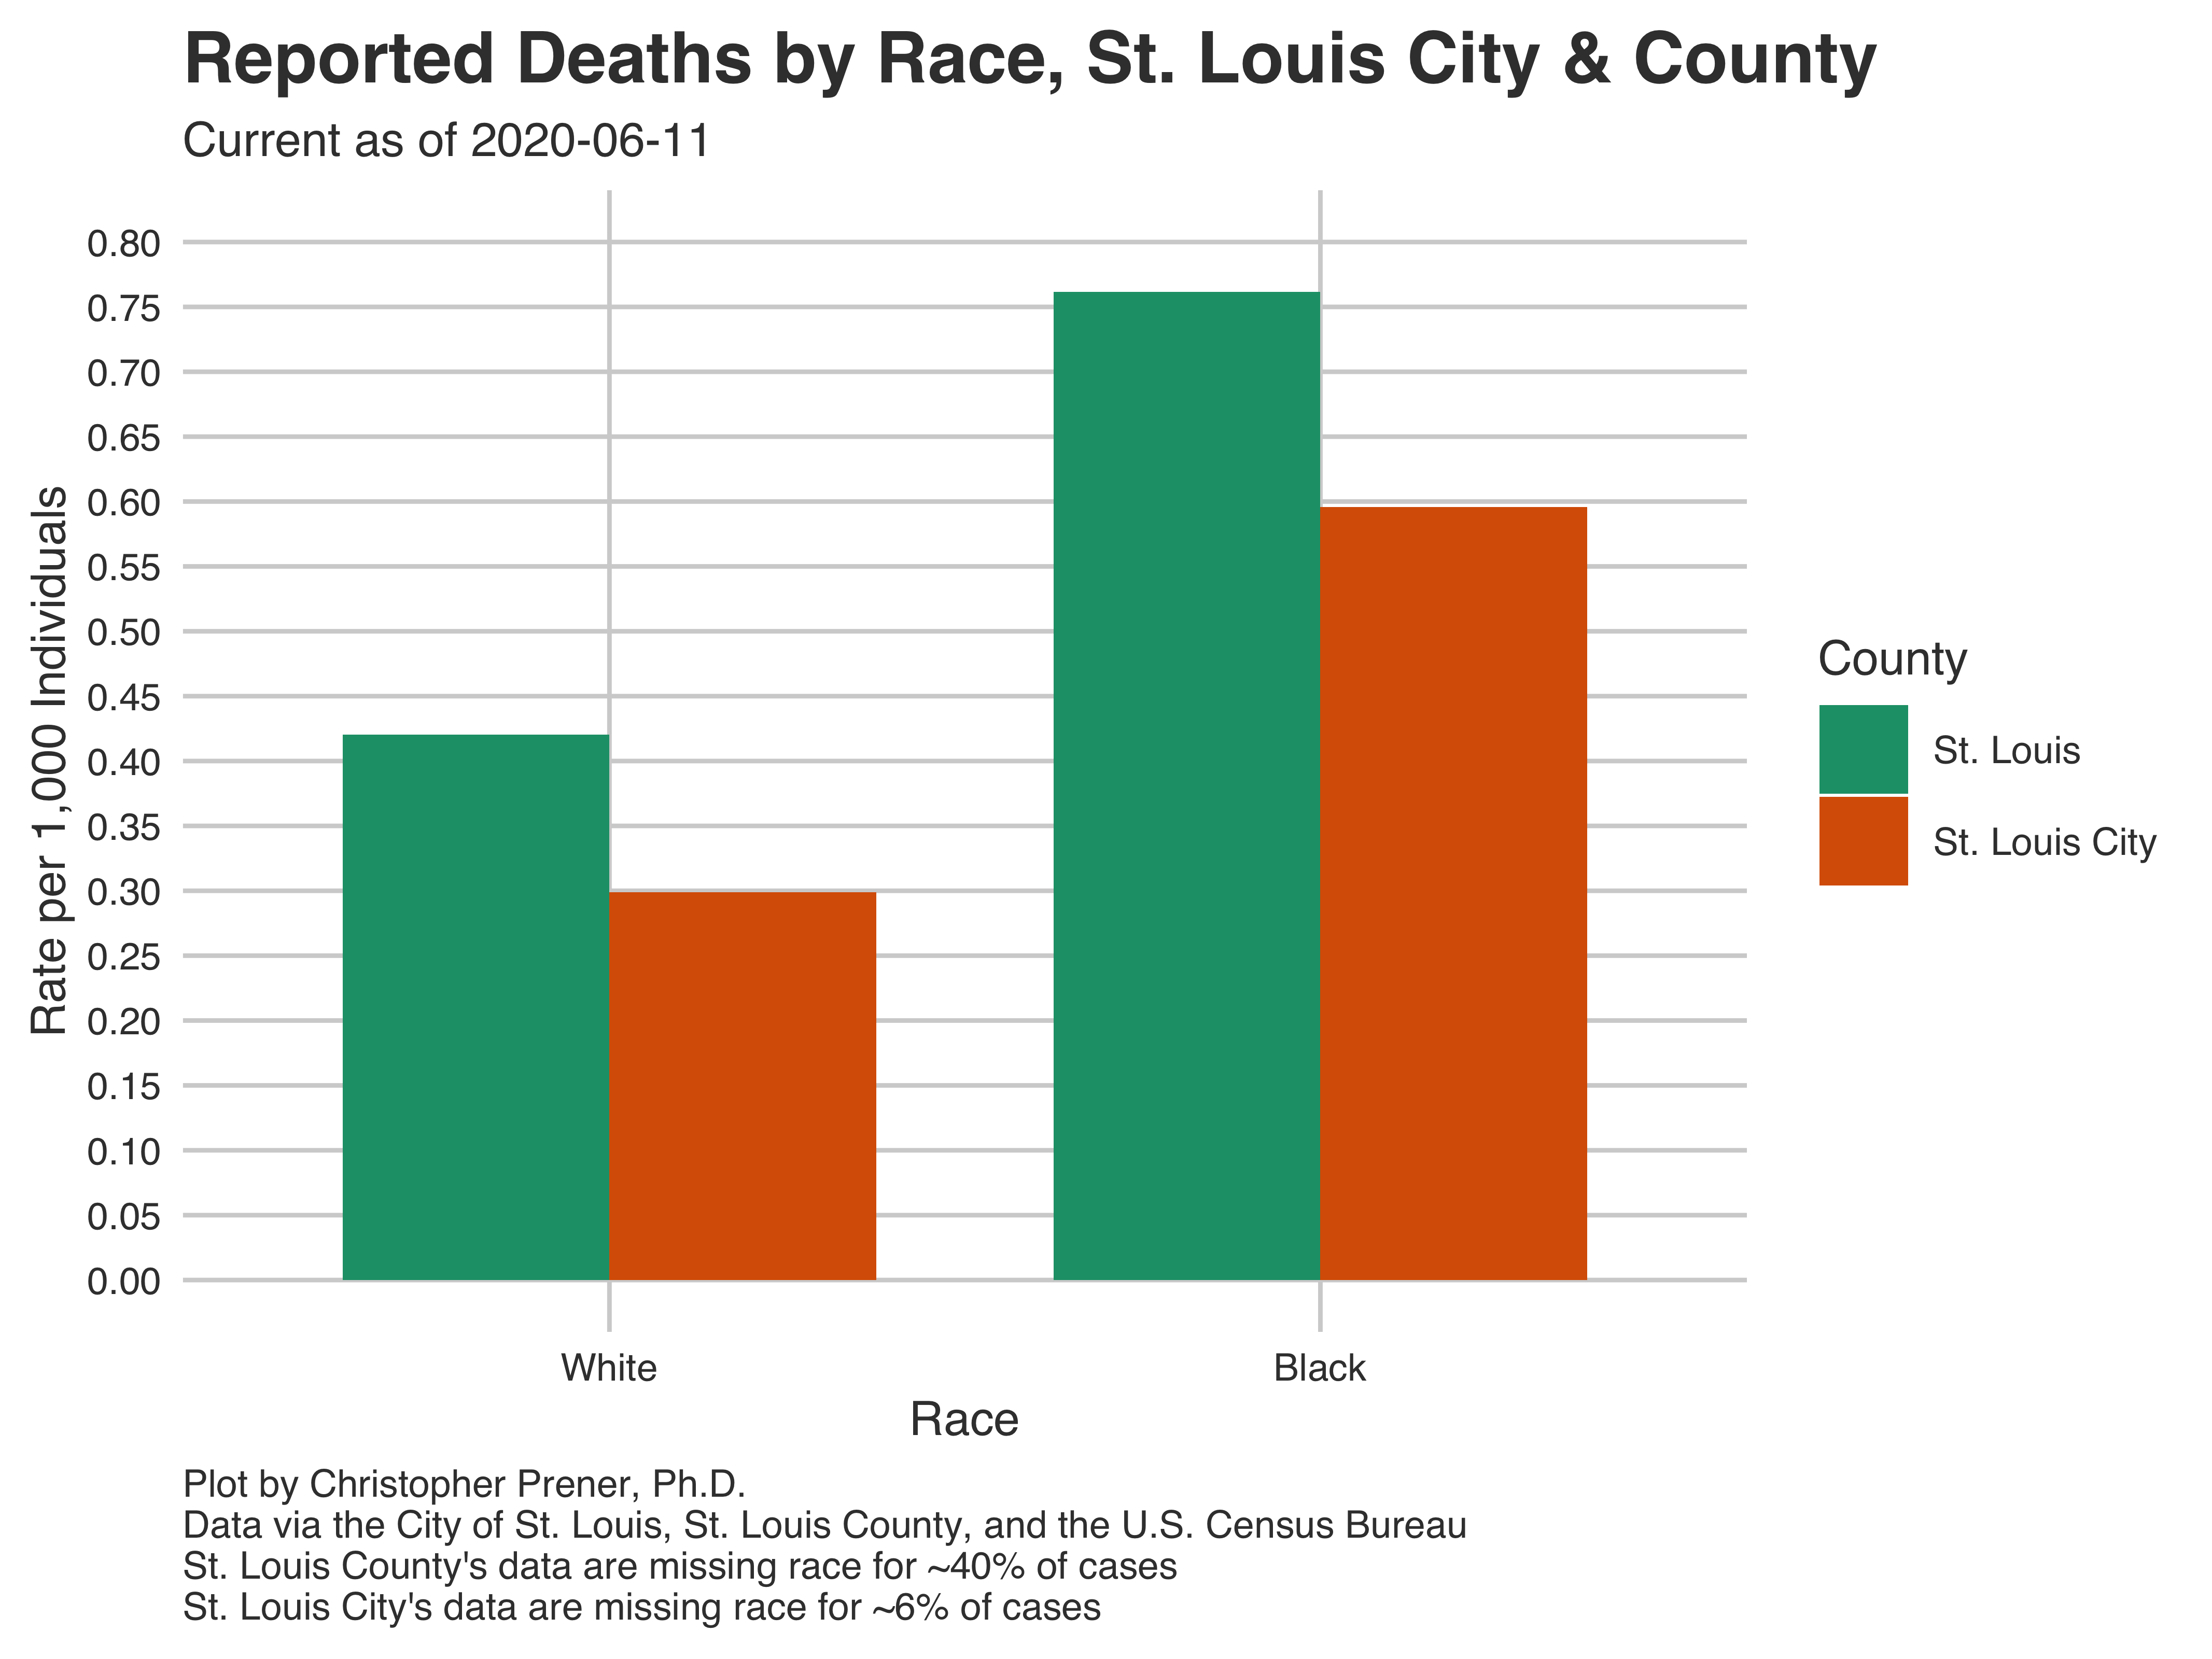 Reported Deaths by Race, St. Louis City & County
Current as of 2020-06-11
0.80
0.75
0.70
0.65
0.60
0.55
0.50
0.45
0.40
0.35
0.30
0.25
0.20
0.15
0.10
0.05
0.00
Rate per 1,000 Individuals
White
Black
Race
County
St. Louis
St. Louis City
Plot by Christopher Prener, Ph.D.
Data via the City of St. Louis, St. Louis County, and the U.S. Census Bureau
St. Louis County's data are missing race for ~40% of cases
St. Louis City's data are missing race for ~6% of cases